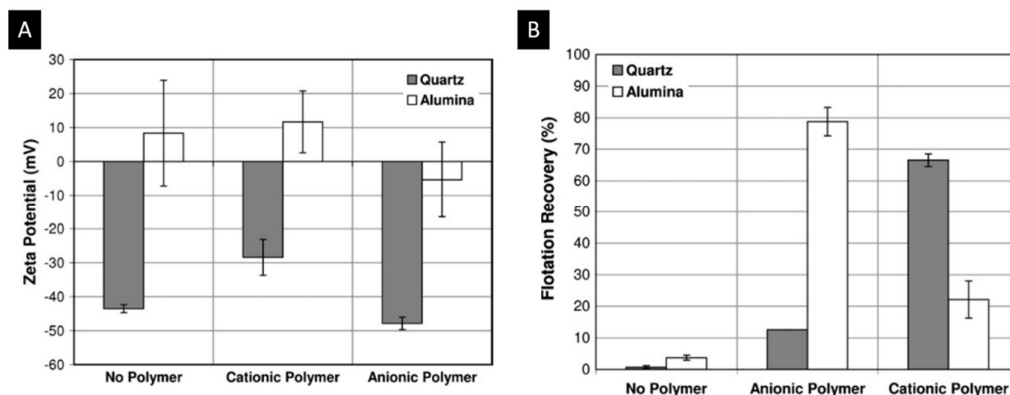 A
Zeta Potential (mV)
30
20
10
0
-10
-20
-30
-40
-50
-60
Quartz
Alumina
No Polymer Cationic Polymer Anionic Polymer
B
Flotation Recovery (%)
100
90
80
70
60
50
40
30
20
10
0
Quartz
Alumina
No Polymer Anionic Polymer Cationic Polymer